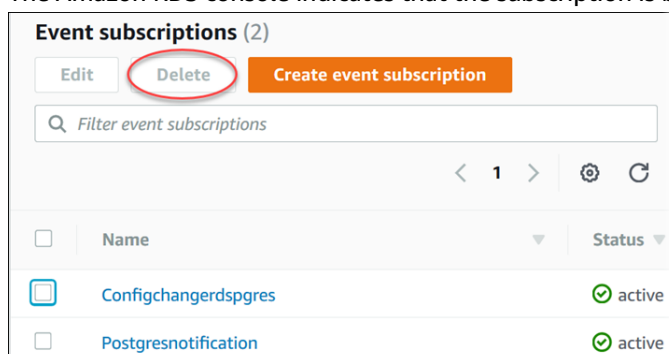 Event subscriptions (2)
Edit Delete Create event subscription
Filter event subscriptions
1
Name Status
Configchangerdspgres active
Postgresnotification active